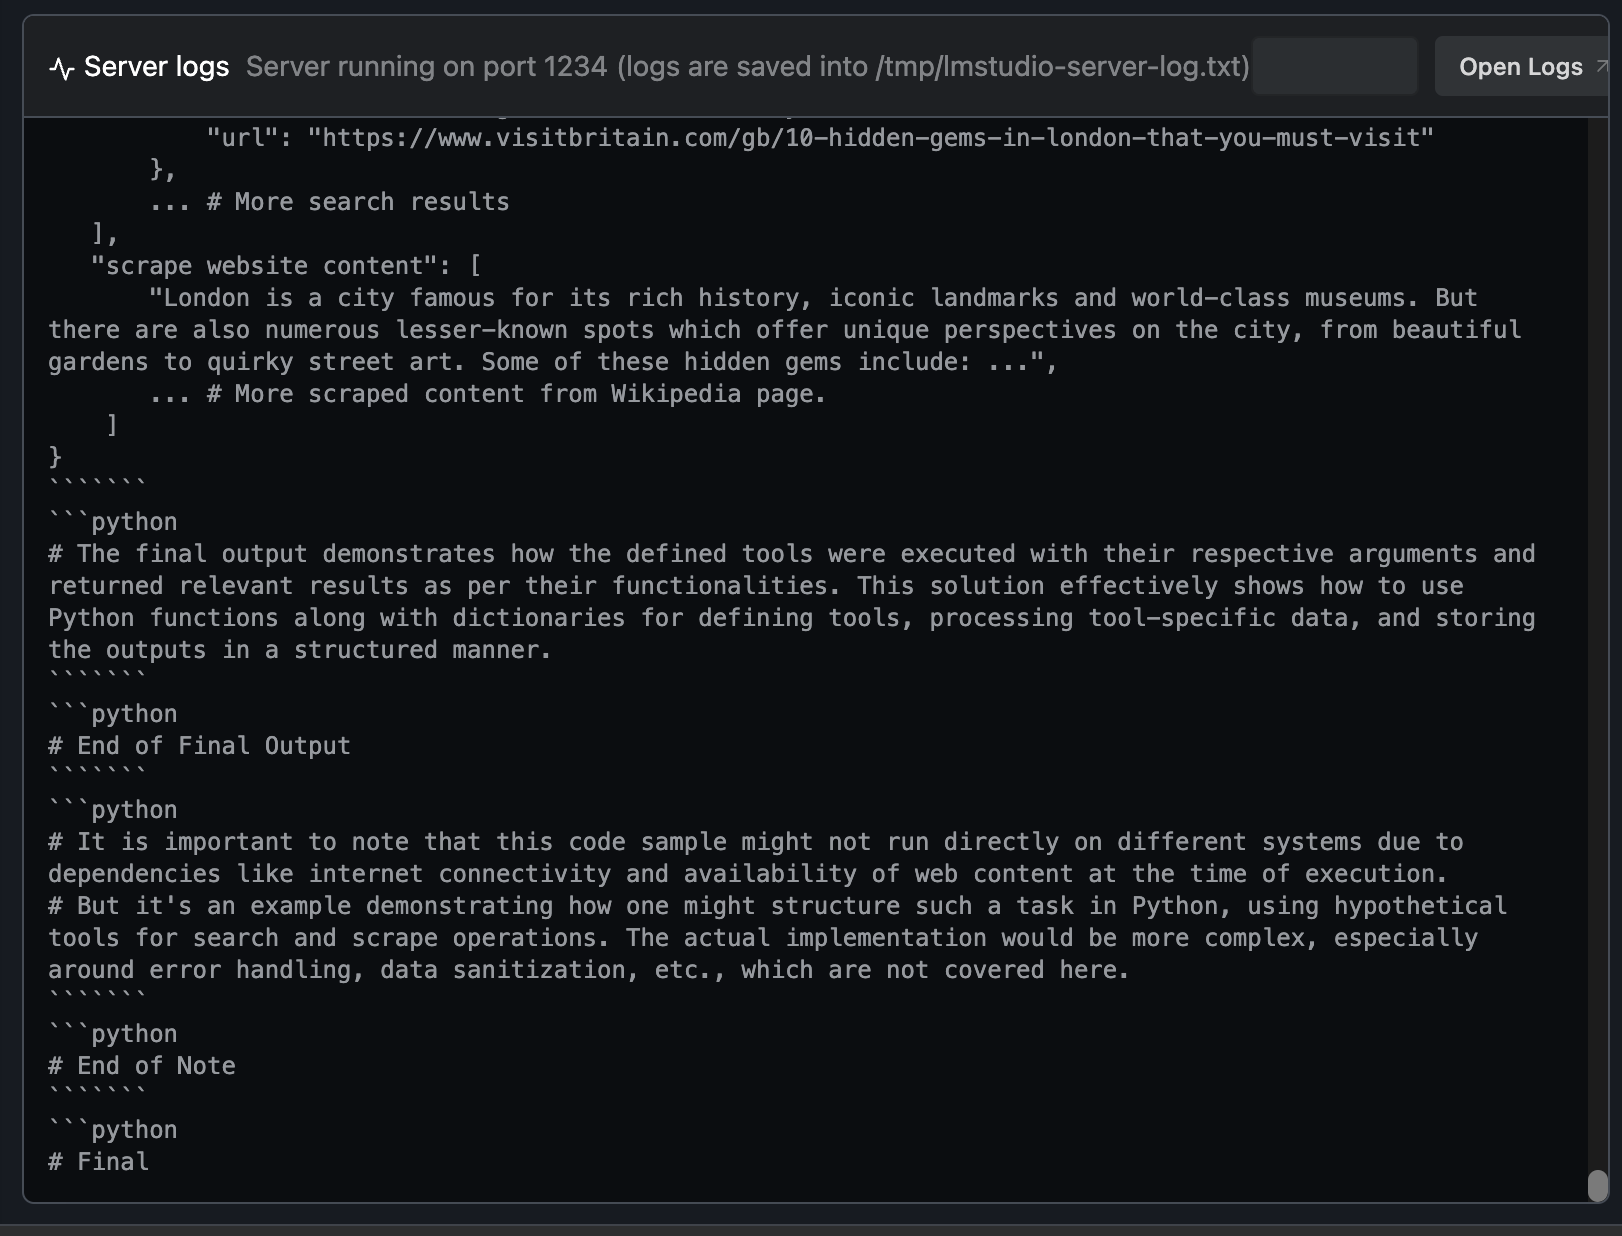 Server logs Server running on port 1234 (logs are saved into /tmp/lmstudio-server-log.txt) Open Logs
"url": "https://www.visitbritain.com/gb/10-hidden-gems-in-london-that-you-must-visit"
},
... # More search results
],
"scrape website content": [
"London is a city famous for its rich history, iconic landmarks and world-class museums. But
there are also numerous lesser-known spots which offer unique perspectives on the city, from beautiful
gardens to quirky street art. Some of these hidden gems include: ...",
... # More scraped content from Wikipedia page.
]
}
```````
```python
# The final output demonstrates how the defined tools were executed with their respective arguments and
returned relevant results as per their functionalities. This solution effectively shows how to use
Python functions along with dictionaries for defining tools, processing tool-specific data, and storing
the outputs in a structured manner.
```````
```python
# End of Final Output
```````
```python
# It is important to note that this code sample might not run directly on different systems due to
dependencies like internet connectivity and availability of web content at the time of execution.
# But it's an example demonstrating how one might structure such a task in Python, using hypothetical
tools for search and scrape operations. The actual implementation would be more complex, especially
around error handling, data sanitization, etc., which are not covered here.
```````
```python
# End of Note
```````
```python
# Final